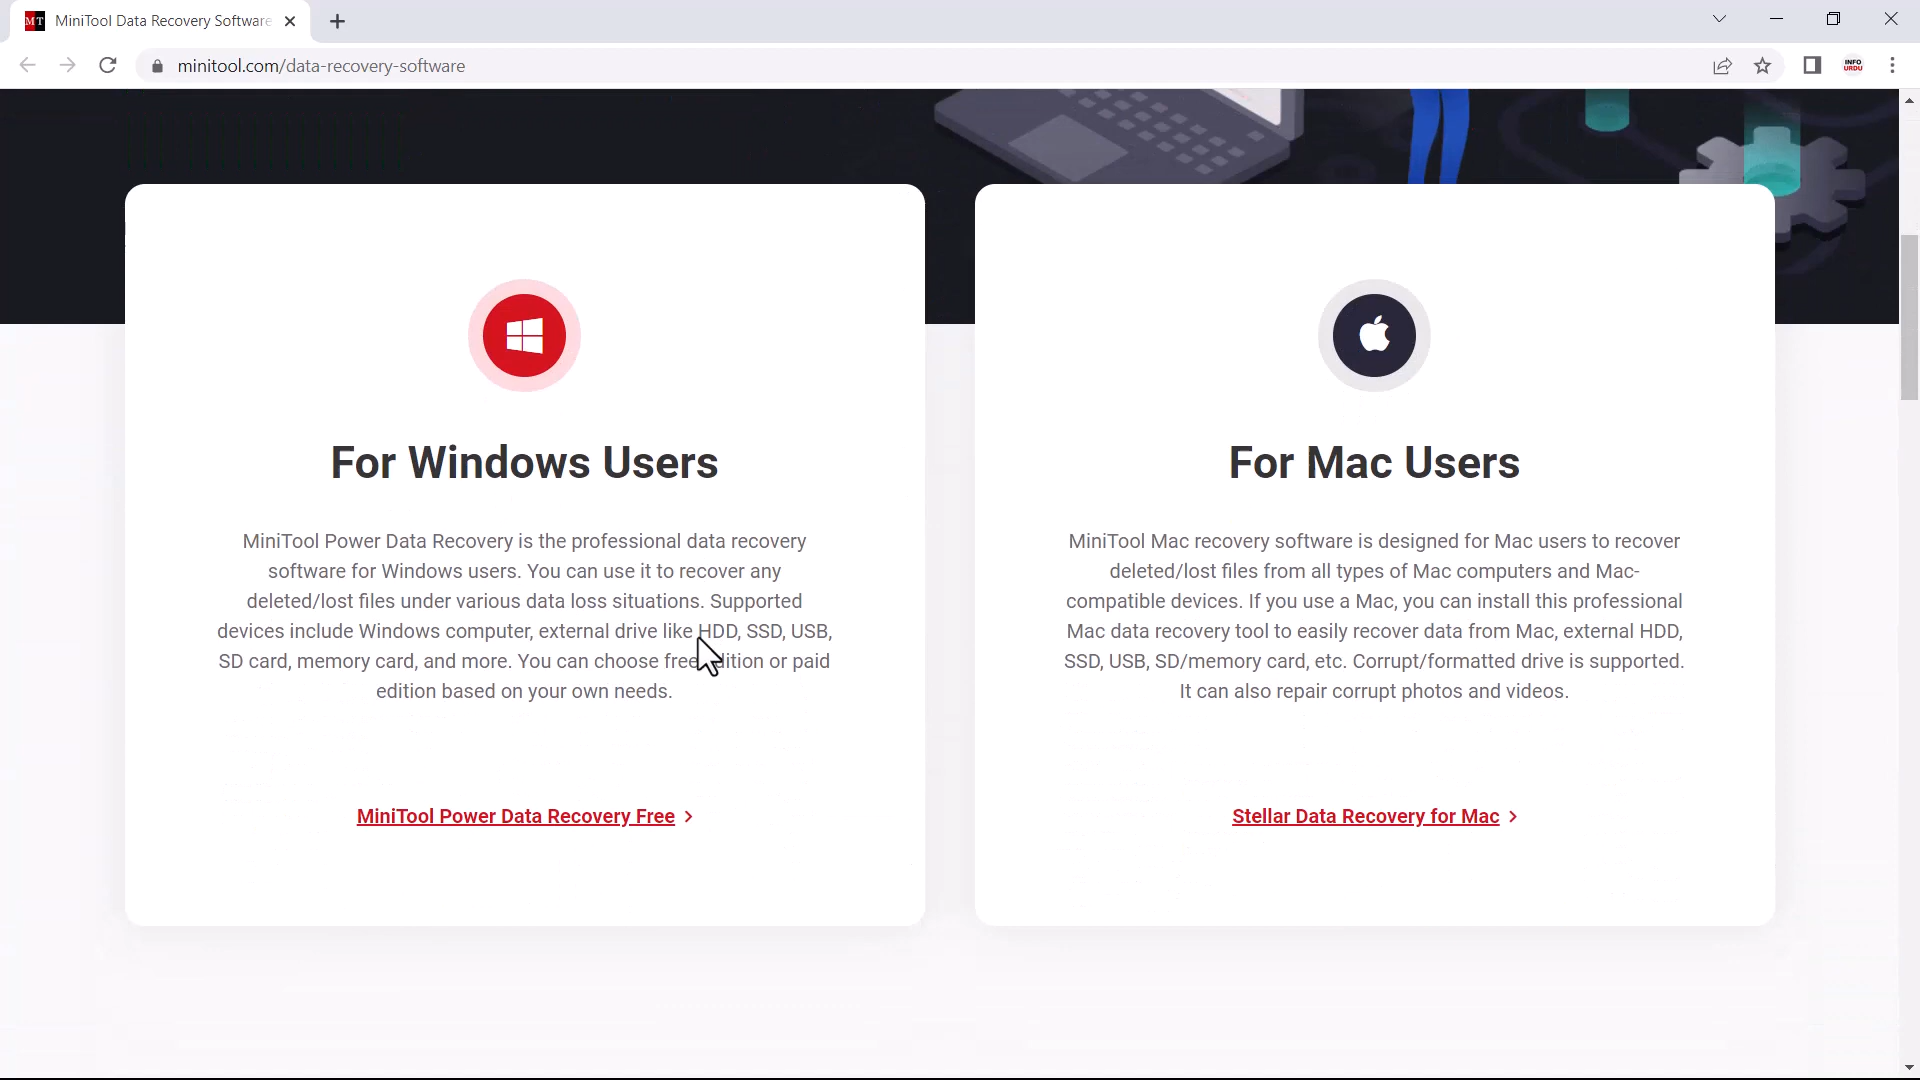 MT MiniTool Data Recovery Software
minitool.com/data-recovery-software
INFO
URDU
For Windows Users
MiniTool Power Data Recovery is the professional data recovery
software for Windows users. You can use it to recover any
deleted/lost files under various data loss situations. Supported
devices include Windows computer, external drive like HDD, SSD, USB,
SD card, memory card, and more. You can choose free edition or paid
edition based on your own needs.
MiniTool Power Data Recovery Free
For Mac Users
MiniTool Mac recovery software is designed for Mac users to recover
deleted/lost files from all types of Mac computers and Mac-
compatible devices. If you use a Mac, you can install this professional
Mac data recovery tool to easily recover data from Mac, external HDD,
SSD, USB, SD/memory card, etc. Corrupt/formatted drive is supported.
It can also repair corrupt photos and videos.
Stellar Data Recovery for Mac